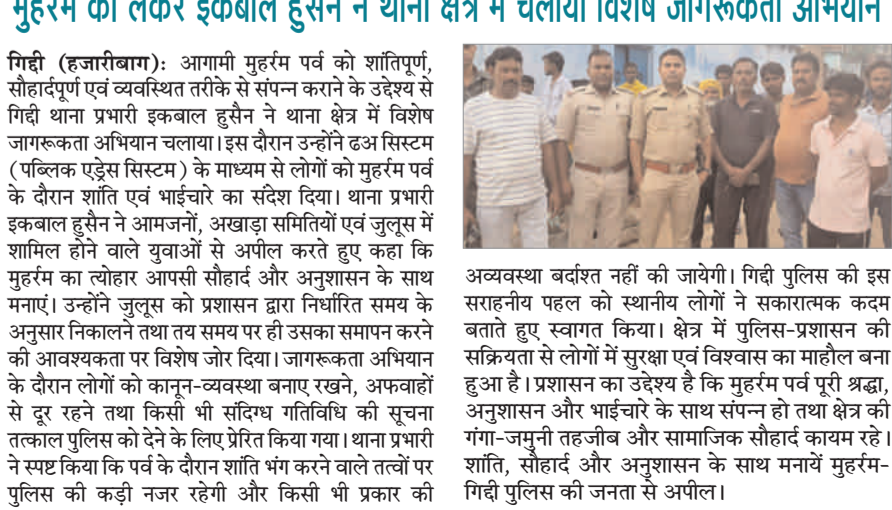 मुहर्रम को लेकर इकबाल हुसैन ने थाना क्षेत्र में चलाया विशेष जागरूकता अभियान
गिद्दी (हजारीबाग): आगामी मुहर्रम पर्व को शांतिपूर्ण,
सौहार्दपूर्ण एवं व्यवस्थित तरीके से संपन्न कराने के उद्देश्य से
गिद्दी थाना प्रभारी इकबाल हुसैन ने थाना क्षेत्र में विशेष
जागरूकता अभियान चलाया। इस दौरान उन्होंने ढअ सिस्टम
(पब्लिक एड्रेस सिस्टम) के माध्यम से लोगों को मुहर्रम पर्व
के दौरान शांति एवं भाईचारे का संदेश दिया। थाना प्रभारी
इकबाल हुसैन ने आमजनों, अखाड़ा समितियों एवं जुलूस में
शामिल होने वाले युवाओं से अपील करते हुए कहा कि
मुहर्रम का त्योहार आपसी सौहार्द और अनुशासन के साथ
मनाएं। उन्होंने जुलूस को प्रशासन द्वारा निर्धारित समय के
अनुसार निकालने तथा तय समय पर ही उसका समापन करने
की आवश्यकता पर विशेष जोर दिया। जागरूकता अभियान
के दौरान लोगों को कानून-व्यवस्था बनाए रखने, अफवाहों
से दूर रहने तथा किसी भी संदिग्ध गतिविधि की सूचना
तत्काल पुलिस को देने के लिए प्रेरित किया गया। थाना प्रभारी
ने स्पष्ट किया कि पर्व के दौरान शांति भंग करने वाले तत्वों पर
पुलिस की कड़ी नजर रहेगी और किसी भी प्रकार की
अव्यवस्था बर्दाश्त नहीं की जायेगी। गिद्दी पुलिस की इस
सराहनीय पहल को स्थानीय लोगों ने सकारात्मक कदम
बताते हुए स्वागत किया। क्षेत्र में पुलिस-प्रशासन की
सक्रियता से लोगों में सुरक्षा एवं विश्वास का माहौल बना
हुआ है। प्रशासन का उद्देश्य है कि मुहर्रम पर्व पूरी श्रद्धा,
अनुशासन और भाईचारे के साथ संपन्न हो तथा क्षेत्र की
गंगा-जमुनी तहजीब और सामाजिक सौहार्द कायम रहे।
शांति, सौहार्द और अनुशासन के साथ मनायें मुहर्रम-
गिद्दी पुलिस की जनता से अपील।